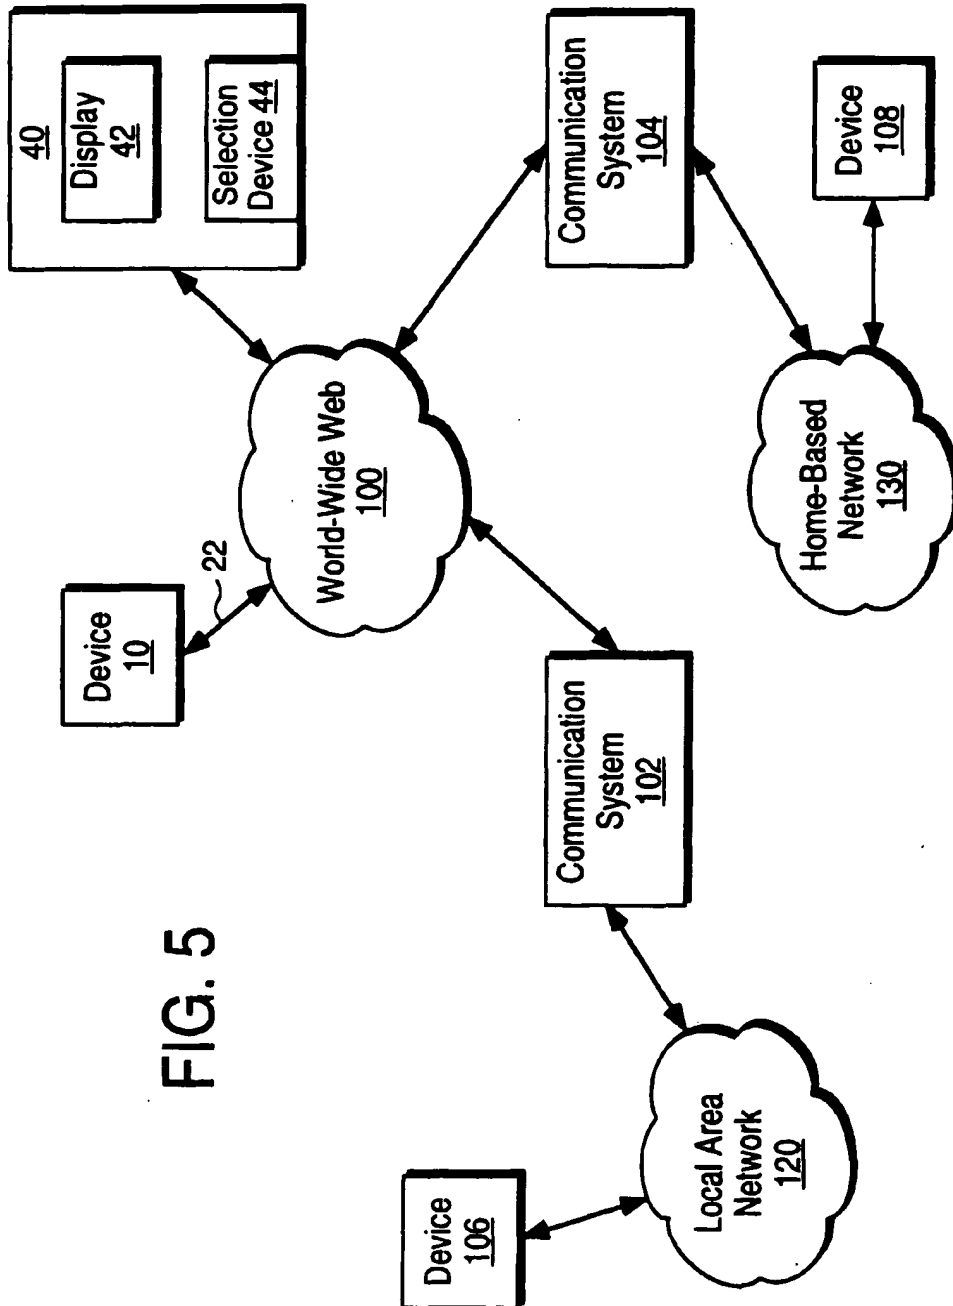 FIG. 5
Device
10
22
40
Display
42
Selection
Device 44
World-Wide Web
100
Communication
System
102
Communication
System
104
Device
106
Local Area
Network
120
Home-Based
Network
130
Device
108